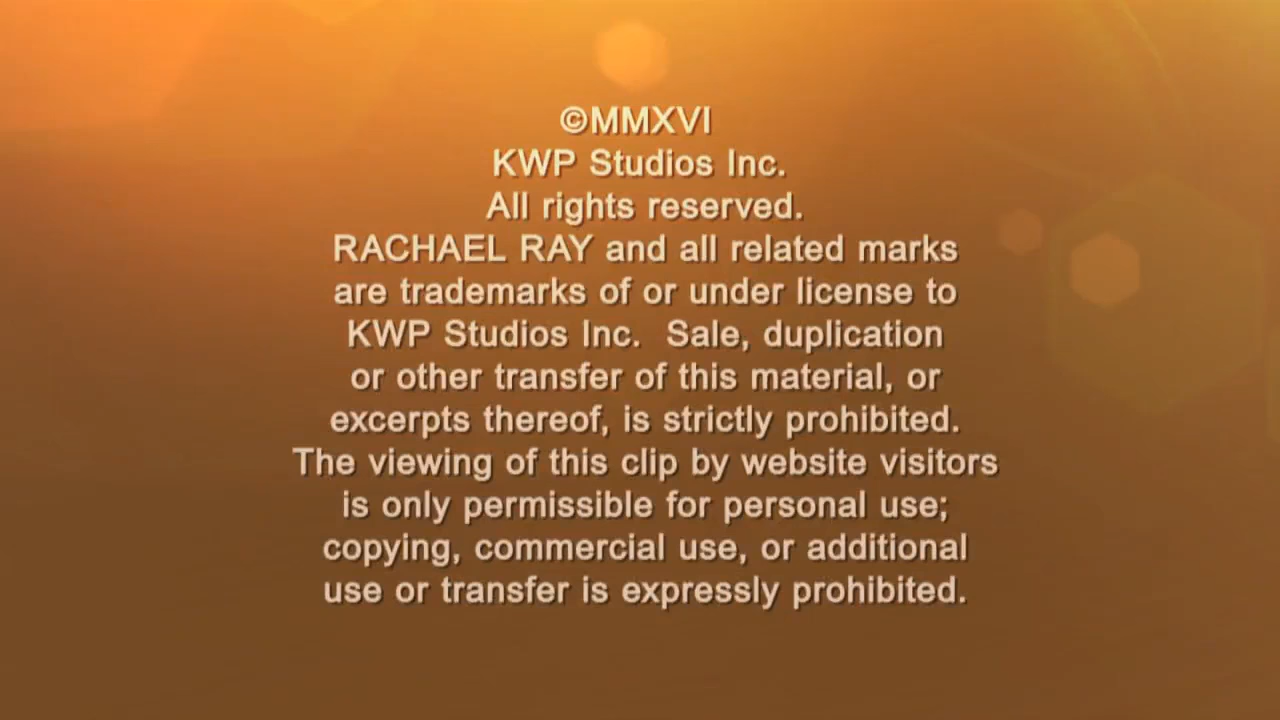 ©MMXVI
KWP Studios Inc.
All rights reserved.
RACHAEL RAY and all related marks
are trademarks of or under license to
KWP Studios Inc.  Sale, duplication
or other transfer of this material, or
excerpts thereof, is strictly prohibited.
The viewing of this clip by website visitors
is only permissible for personal use;
copying, commercial use, or additional
use or transfer is expressly prohibited.